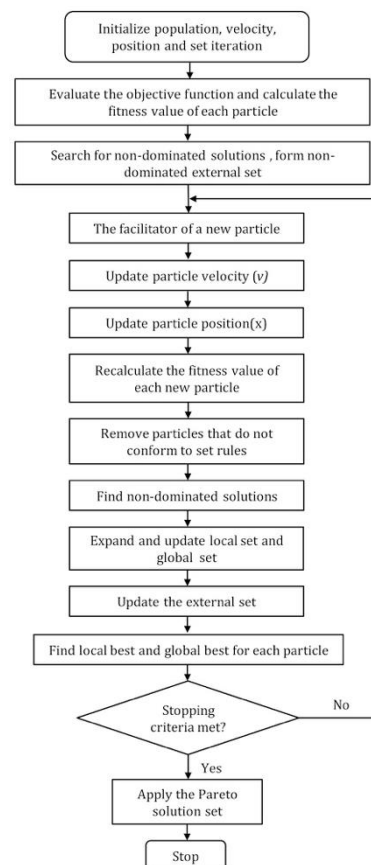 Initialize population, velocity,
position and set iteration
Evaluate the objective function and calculate the
fitness value of each particle
Search for non-dominated solutions , form non-
dominated external set
The facilitator of a new particle
Update particle velocity (v)
Update particle position(x)
Recalculate the fitness value of
each new particle
Remove particles that do not
conform to set rules
Find non-dominated solutions
Expand and update local set and
global set
Update the external set
Find local best and global best for each particle
Stopping
criteria met?
No
Yes
Apply the Pareto
solution set
Stop